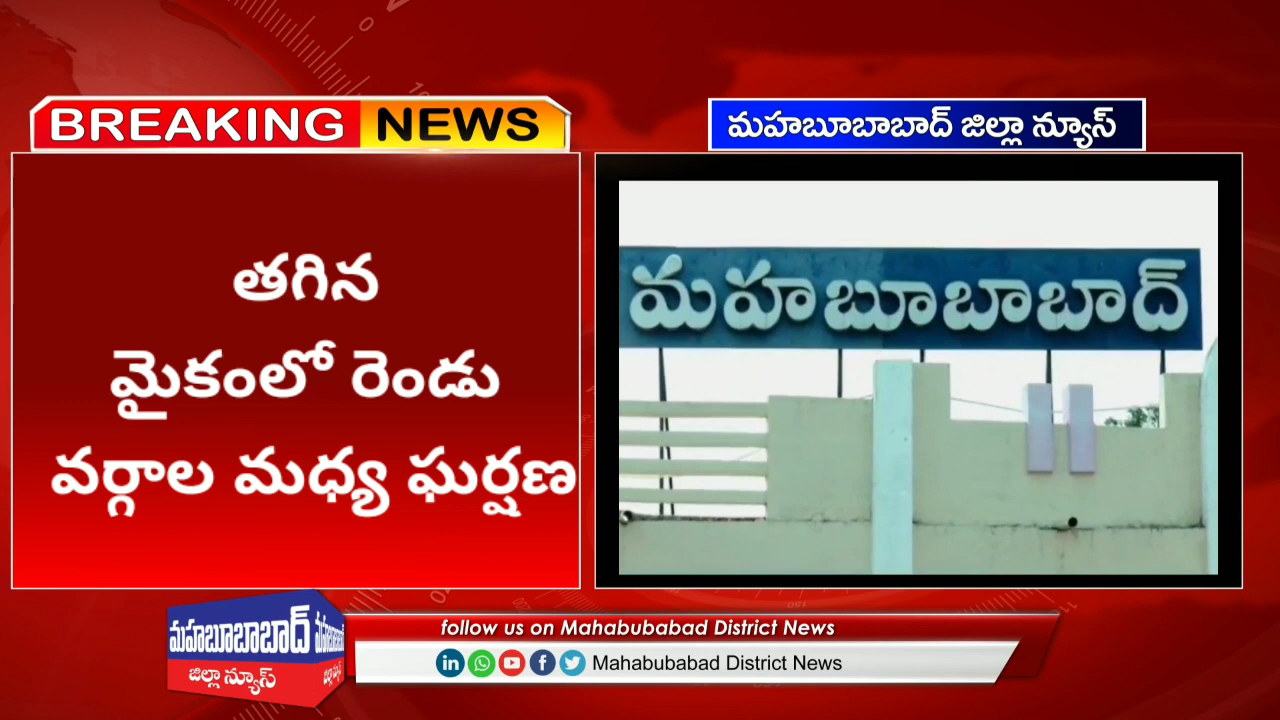 BREAKING NEWS
మహబూబాబాద్ జిల్లా న్యూస్
తగిన
మైకంలో రెండు
వర్గాల మధ్య ఘర్షణ
మహబూబాబాద్
మహబూబాబాద్
జిల్లా న్యూస్
మహబూబాబాద్
జిల్లా న్యూస్
follow us on Mahabubabad District News
Mahabubabad District News